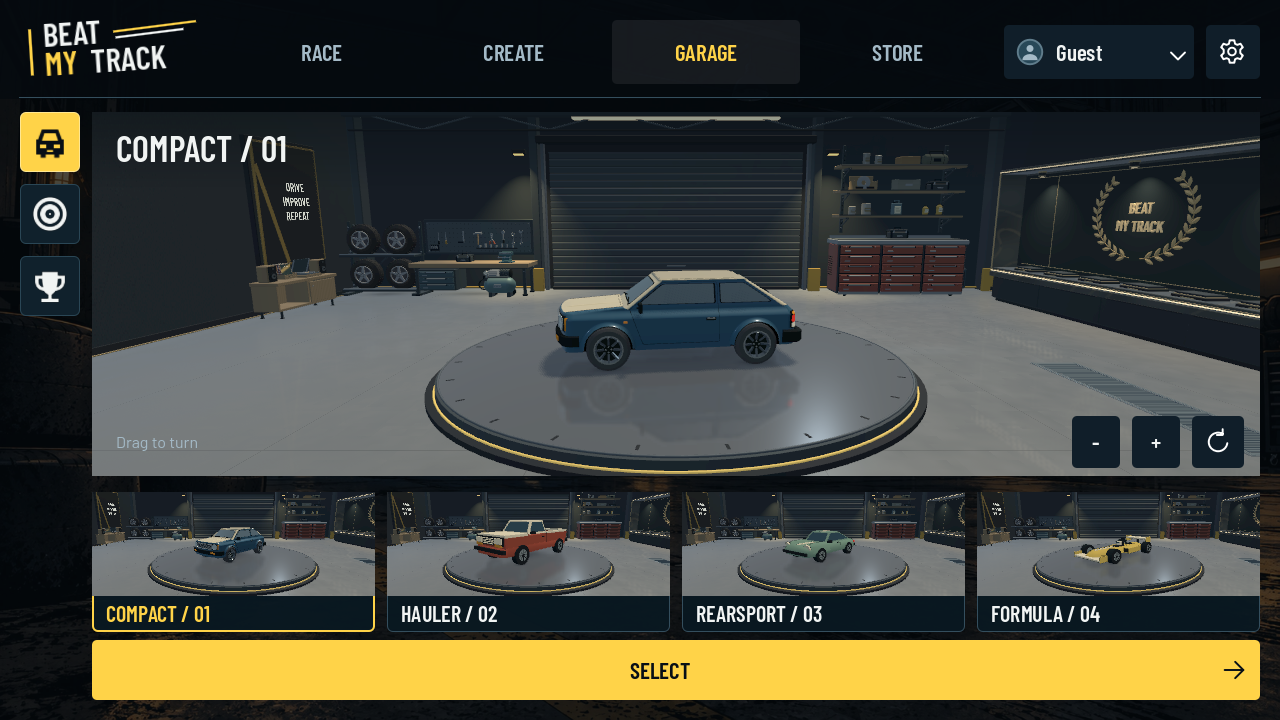 BEAT
MY TRACK
RACE
CREATE
GARAGE
STORE
Guest
COMPACT / 01
DRIVE
IMPROVE
REPEAT
BEAT
MY TRACK
Drag to turn
-
+
COMPACT / 01
HAULER / 02
REARSPORT / 03
FORMULA / 04
SELECT